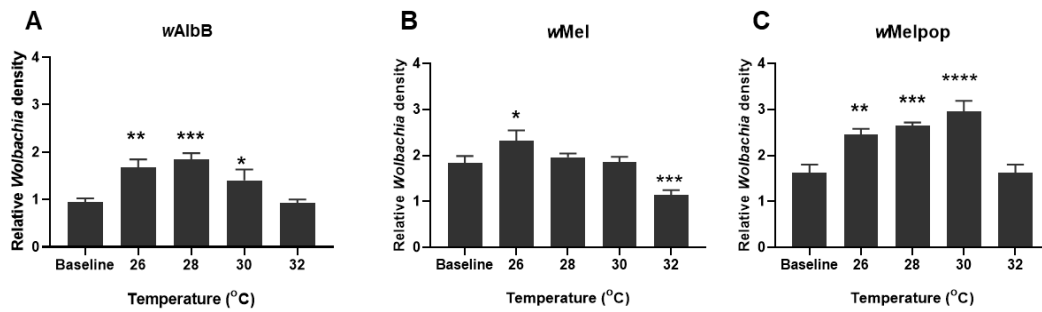 A
wAlbB
Relative Wolbachia density
4
3
2
1
0
**
***
*
Baseline
26
28
30
32
Temperature (°C)
B
wMel
Relative Wolbachia density
4
3
2
1
0
*
***
Baseline
26
28
30
32
Temperature (°C)
C
wMelpop
Relative Wolbachia density
4
3
2
1
0
**
***
****
Baseline
26
28
30
32
Temperature (°C)